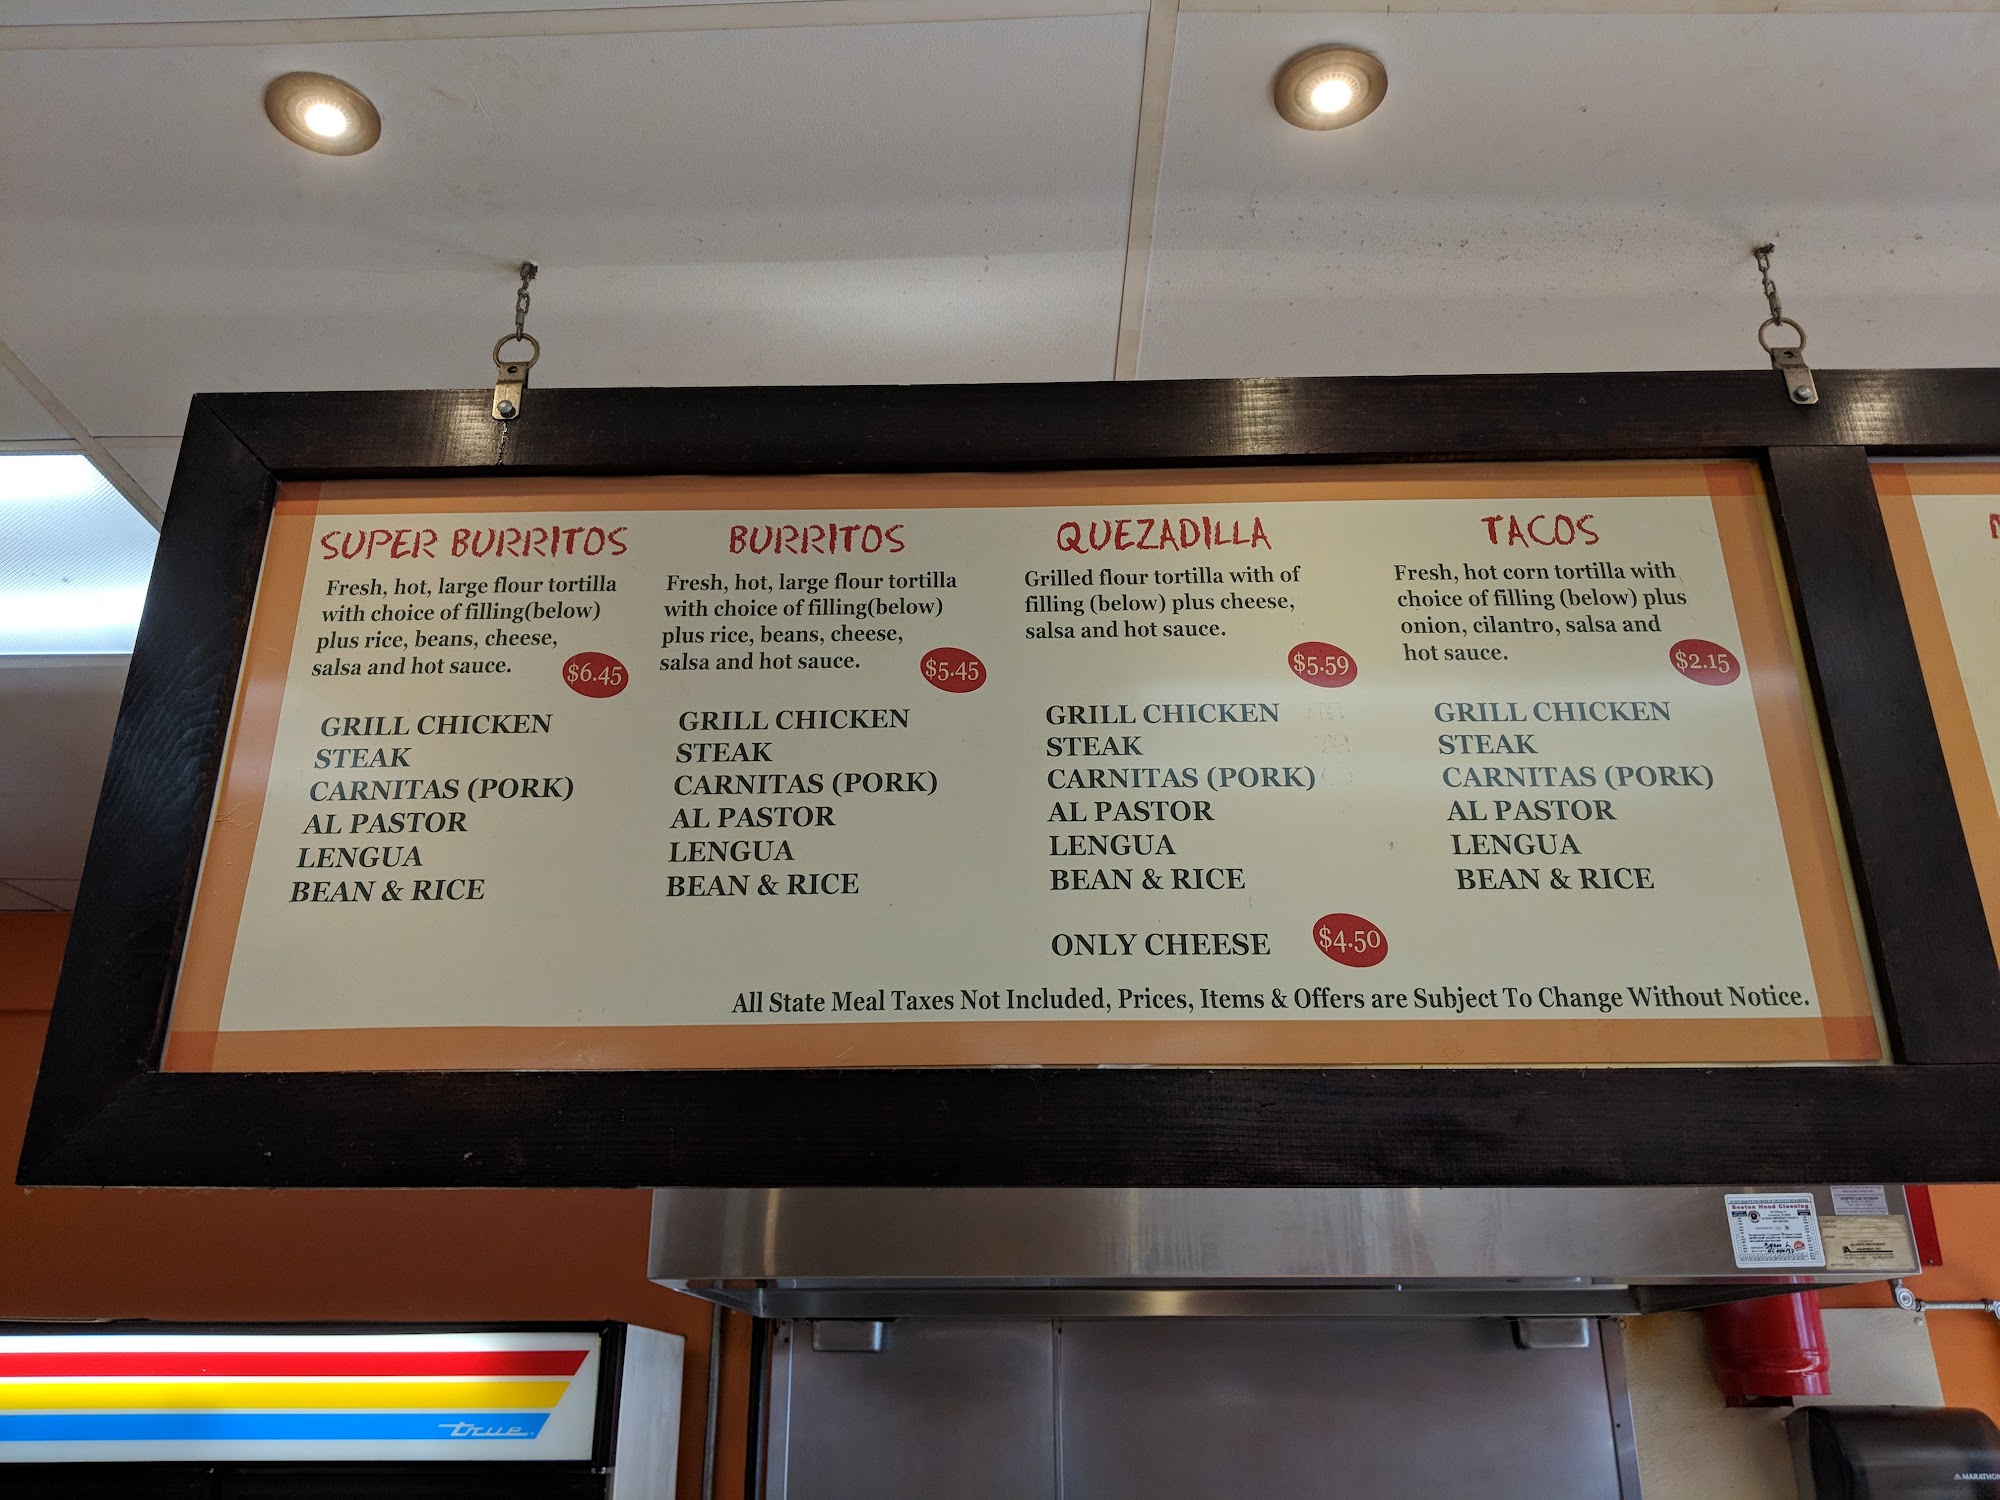 SUPER BURRITOS
Fresh, hot, large flour tortilla
with choice of filling(below)
plus rice, beans, cheese,
salsa and hot sauce.
$6.45
GRILL CHICKEN
STEAK
CARNITAS (PORK)
AL PASTOR
LENGUA
BEAN & RICE
BURRITOS
Fresh, hot, large flour tortilla
with choice of filling(below)
plus rice, beans, cheese,
salsa and hot sauce.
$5.45
GRILL CHICKEN
STEAK
CARNITAS (PORK)
AL PASTOR
LENGUA
BEAN & RICE
QUEZADILLA
Grilled flour tortilla with of
filling (below) plus cheese,
salsa and hot sauce.
$5.59
GRILL CHICKEN
STEAK
CARNITAS (PORK)
AL PASTOR
LENGUA
BEAN & RICE
ONLY CHEESE
$4.50
TACOS
Fresh, hot corn tortilla with
choice of filling (below) plus
onion, cilantro, salsa and
hot sauce.
$2.15
GRILL CHICKEN
STEAK
CARNITAS (PORK)
AL PASTOR
LENGUA
BEAN & RICE
All State Meal Taxes Not Included, Prices, Items & Offers are Subject To Change Without Notice.
Boston Hood Cleaning
true
MARATHON